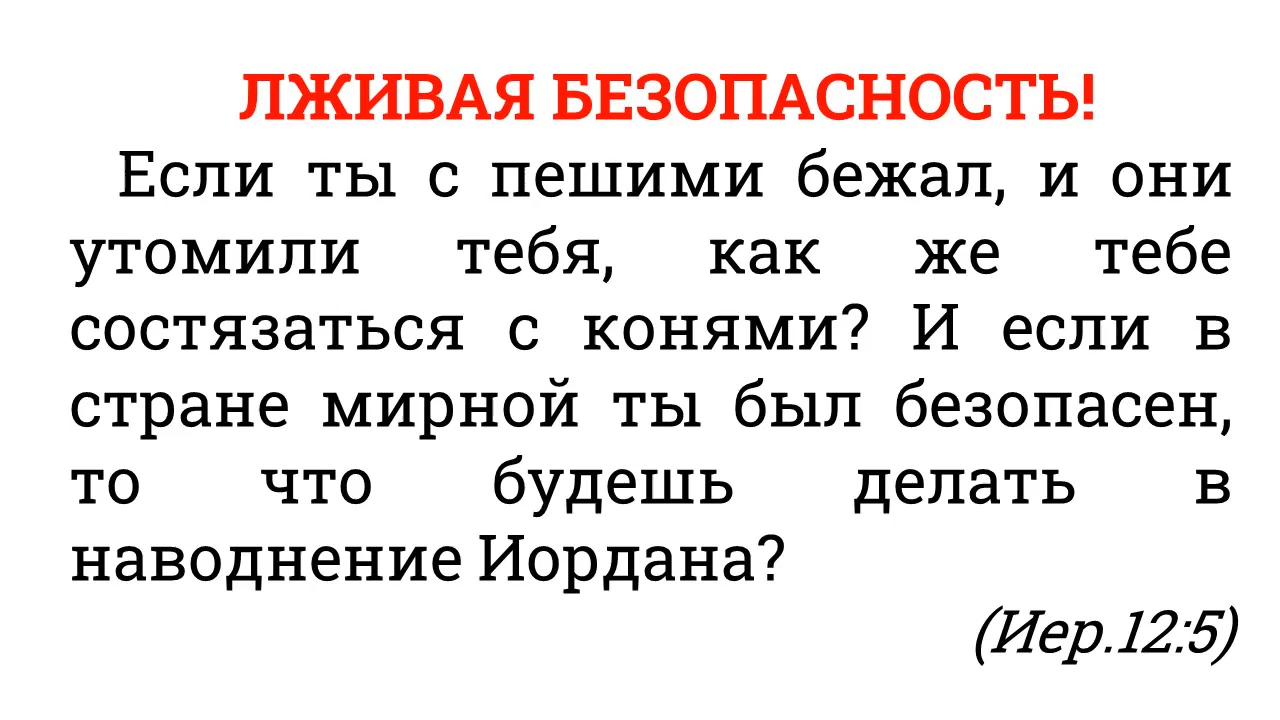 ЛЖИВАЯ БЕЗОПАСНОСТЬ!
Если ты с пешими бежал, и они
утомили тебя, как же тебе
состязаться с конями? И если в
стране мирной ты был безопасен,
то что будешь делать в
наводнение Иордана?
(Иер.12:5)